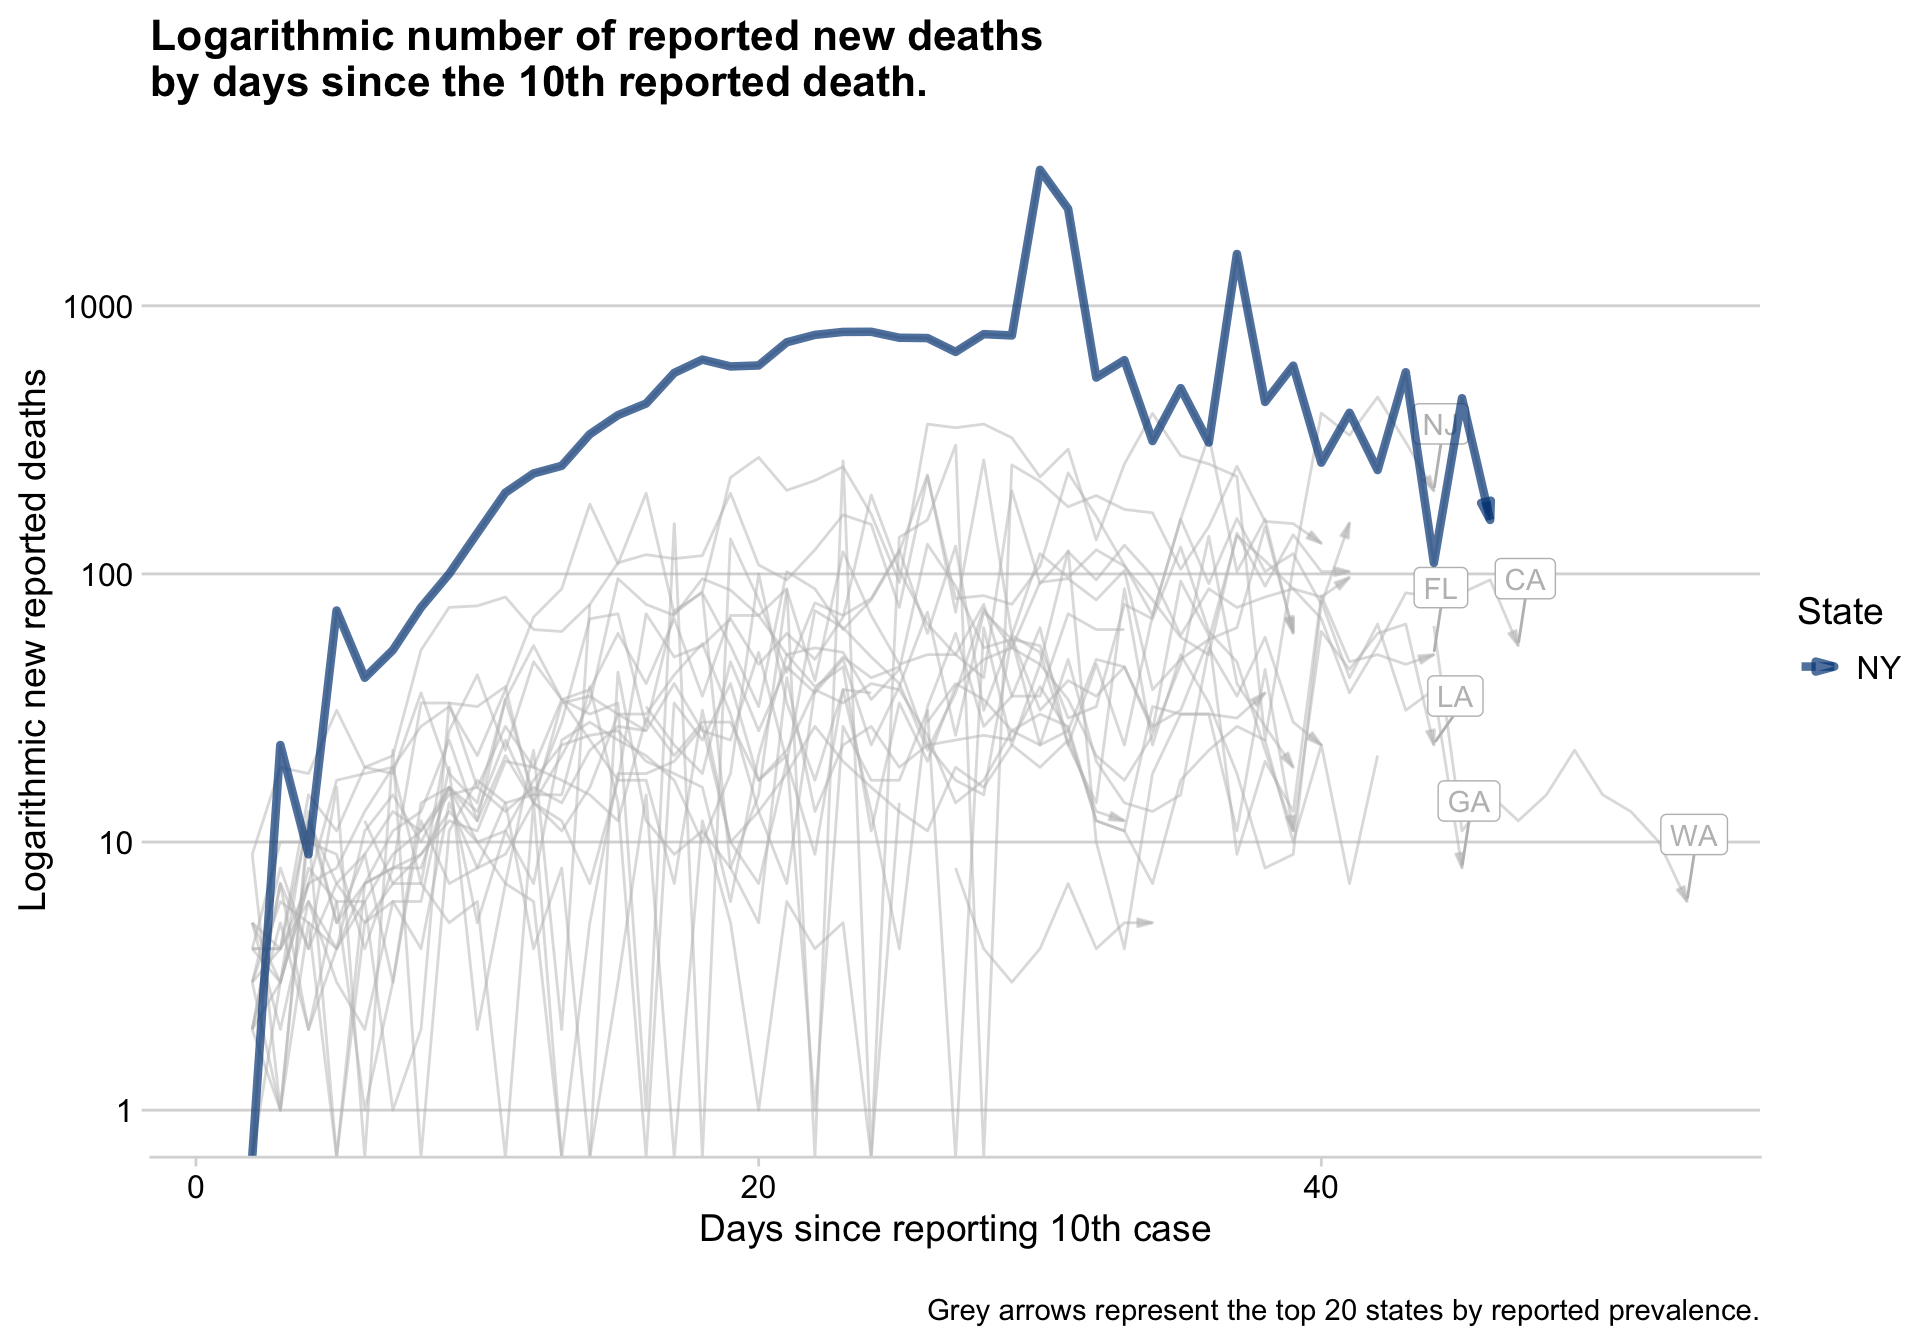 Logarithmic number of reported new deaths
by days since the 10th reported death.
Logarithmic new reported deaths
1000
100
10
1
NJ
FL
CA
LA
GA
WA
State
NY
0
20
40
Days since reporting 10th case
Grey arrows represent the top 20 states by reported prevalence.